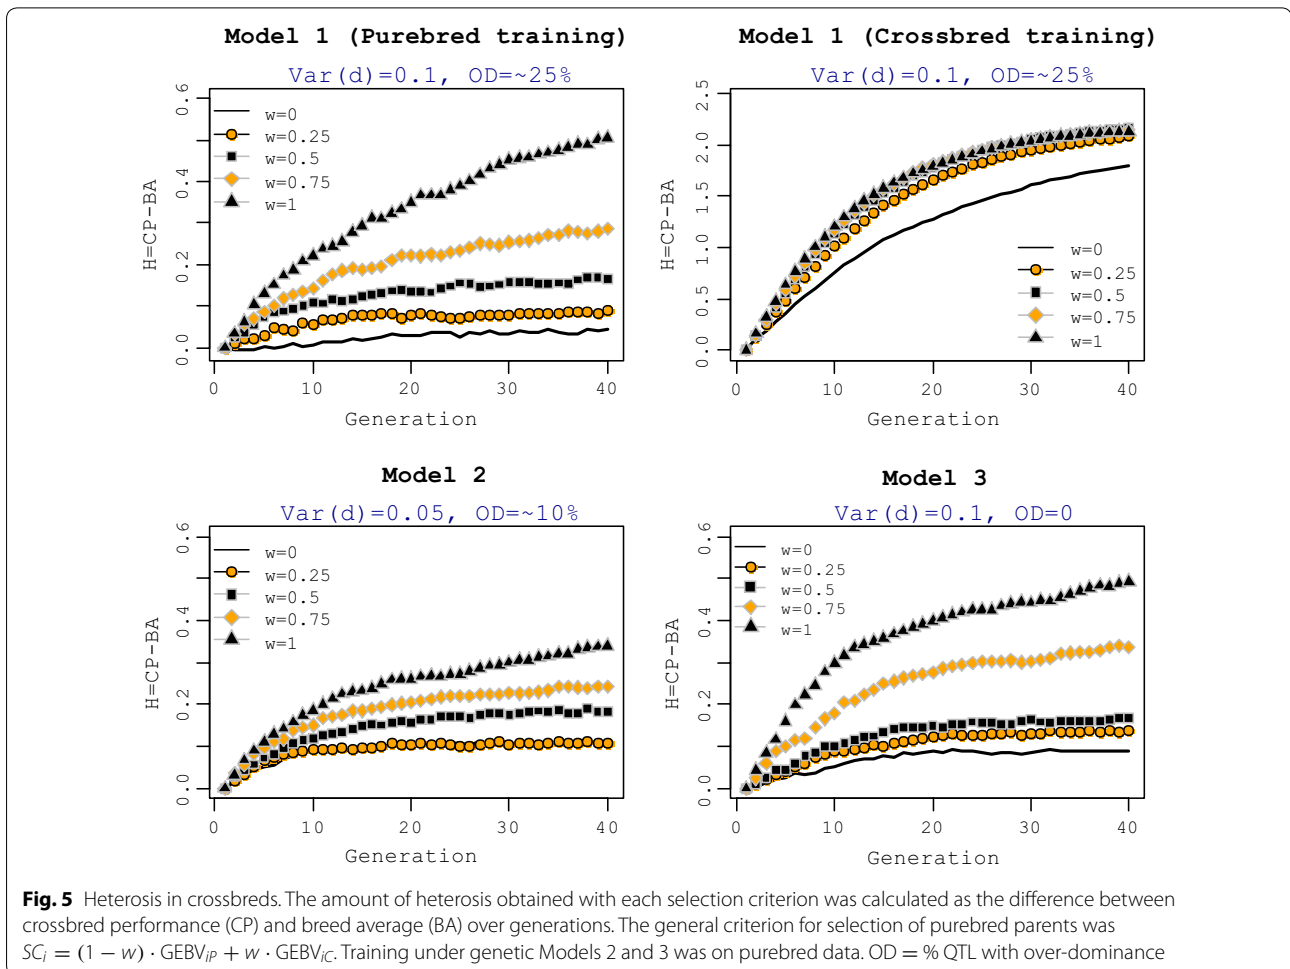 Model 1 (Purebred training)
Var(d)=0.1, OD=~25%
H=CP-BA
0.0
0.2
0.4
0.6
w=0
w=0.25
w=0.5
w=0.75
w=1
0
10
20
30
40
Generation
Model 1 (Crossbred training)
Var(d)=0.1, OD=~25%
H=CP-BA
0.0
0.5
1.0
1.5
2.0
2.5
w=0
w=0.25
w=0.5
w=0.75
w=1
0
10
20
30
40
Generation
Model 2
Var(d)=0.05, OD=~10%
H=CP-BA
0.0
0.2
0.4
0.6
w=0
w=0.25
w=0.5
w=0.75
w=1
0
10
20
30
40
Generation
Model 3
Var(d)=0.1, OD=0
H=CP-BA
0.0
0.2
0.4
0.6
w=0
w=0.25
w=0.5
w=0.75
w=1
0
10
20
30
40
Generation
Fig. 5 Heterosis in crossbreds. The amount of heterosis obtained with each selection criterion was calculated as the difference between
crossbred performance (CP) and breed average (BA) over generations. The general criterion for selection of purebred parents was
SCᵢ = (1 − w) · GEBVᵢP + w · GEBVᵢC. Training under genetic Models 2 and 3 was on purebred data. OD = % QTL with over-dominance